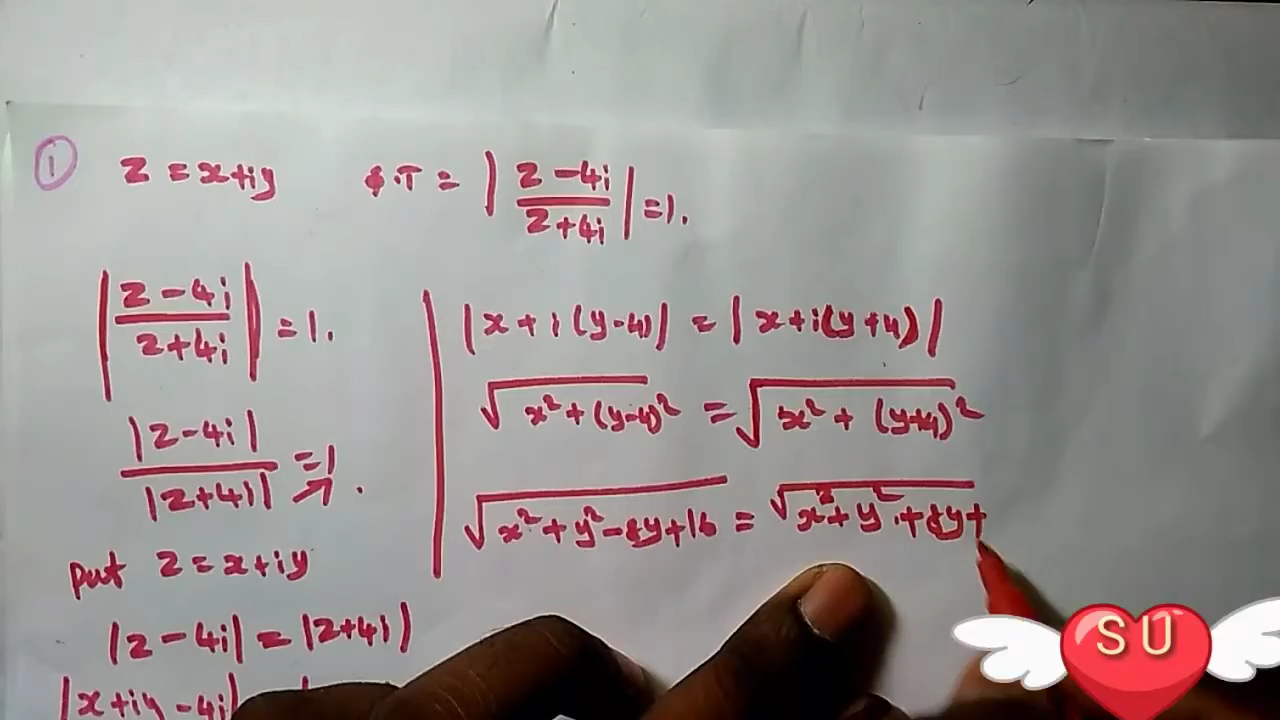 ① z = x+iy S.T = |z-4i/z+4i| = 1.
|z-4i/z+4i| = 1.
|z-4i|/|z+4i| = 1.
put z = x+iy
|z-4i| = |z+4i|
|x+iy-4i|
|x+i(y-4)| = |x+i(y+4)|
√x²+(y-4)² = √x²+(y+4)²
√x²+y²-8y+16 = √x²+y²+8y+
SU